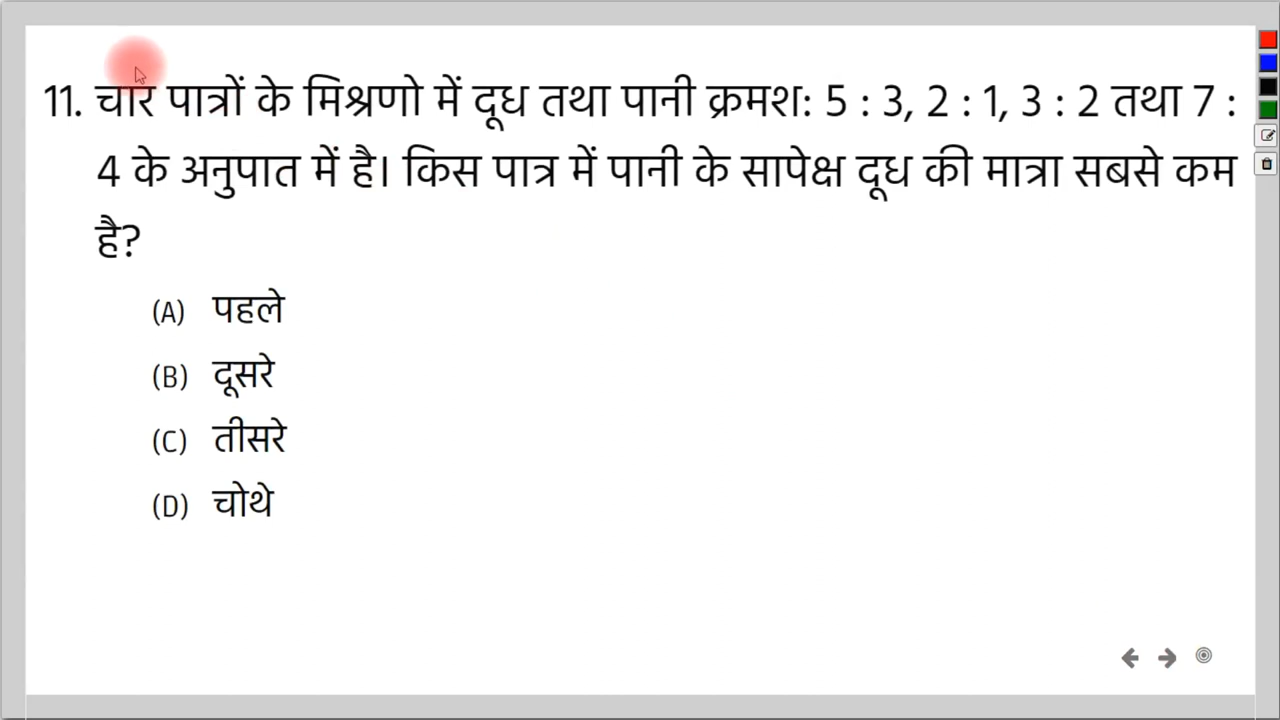 11. चार पात्रों के मिश्रणो में दूध तथा पानी क्रमश: 5 : 3, 2 : 1, 3 : 2 तथा 7 :
4 के अनुपात में है। किस पात्र में पानी के सापेक्ष दूध की मात्रा सबसे कम
है?
(A) पहले
(B) दूसरे
(C) तीसरे
(D) चोथे